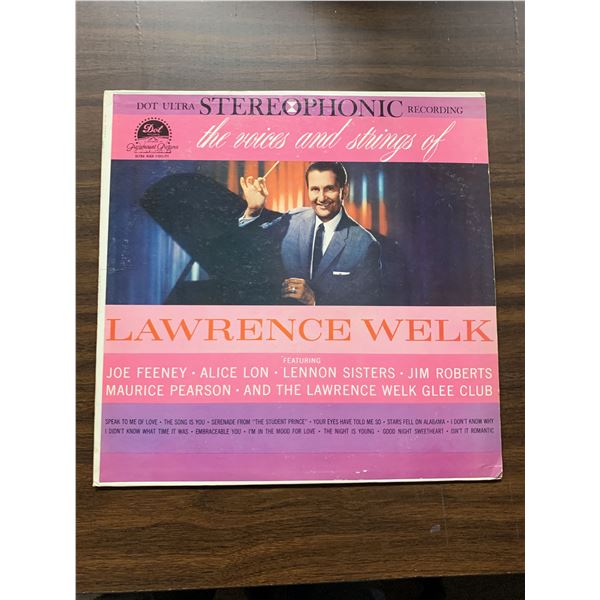 DOT ULTRA STEREOPHONIC RECORDING
Dot
the voices and strings of
LAWRENCE WELK
FEATURING
JOE FEENEY · ALICE LON · LENNON SISTERS · JIM ROBERTS
MAURICE PEARSON · AND THE LAWRENCE WELK GLEE CLUB
SPEAK TO ME OF LOVE · THE SONG IS YOU · SERENADE FROM "THE STUDENT PRINCE" · YOUR EYES HAVE TOLD ME SO · STARS FELL ON ALABAMA · I DON'T KNOW WHY
I DIDN'T KNOW WHAT TIME IT WAS · EMBRACEABLE YOU · I'M IN THE MOOD FOR LOVE · THE NIGHT IS YOUNG · GOOD NIGHT SWEETHEART · ISN'T IT ROMANTIC